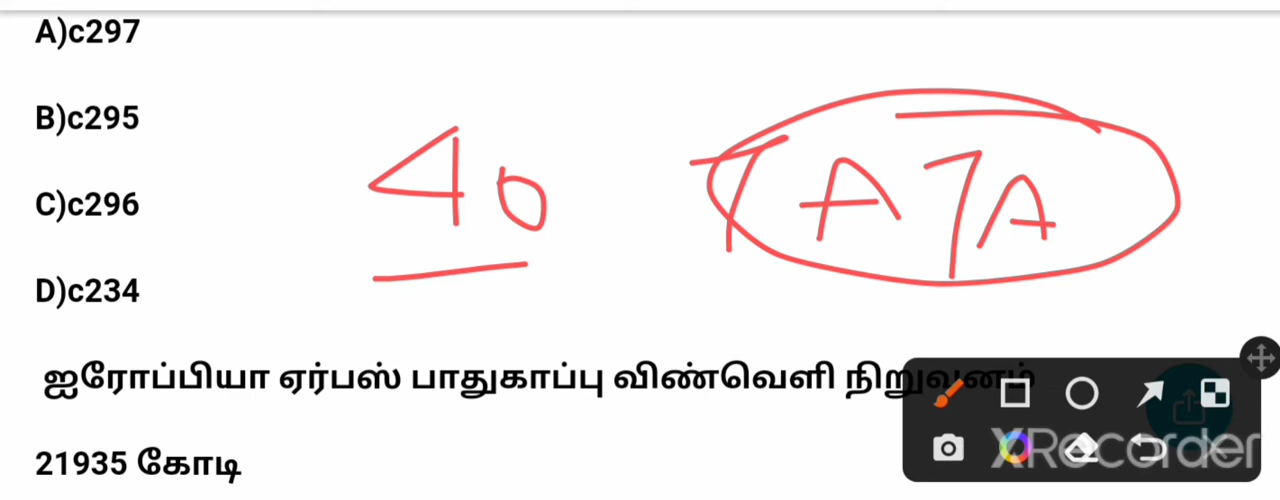 A)c297
B)c295
C)c296
D)c234
40
TATA
ஐரோப்பியா ஏர்பஸ் பாதுகாப்பு விண்வெளி நிறுவனம்
21935 கோடி
XRecorder